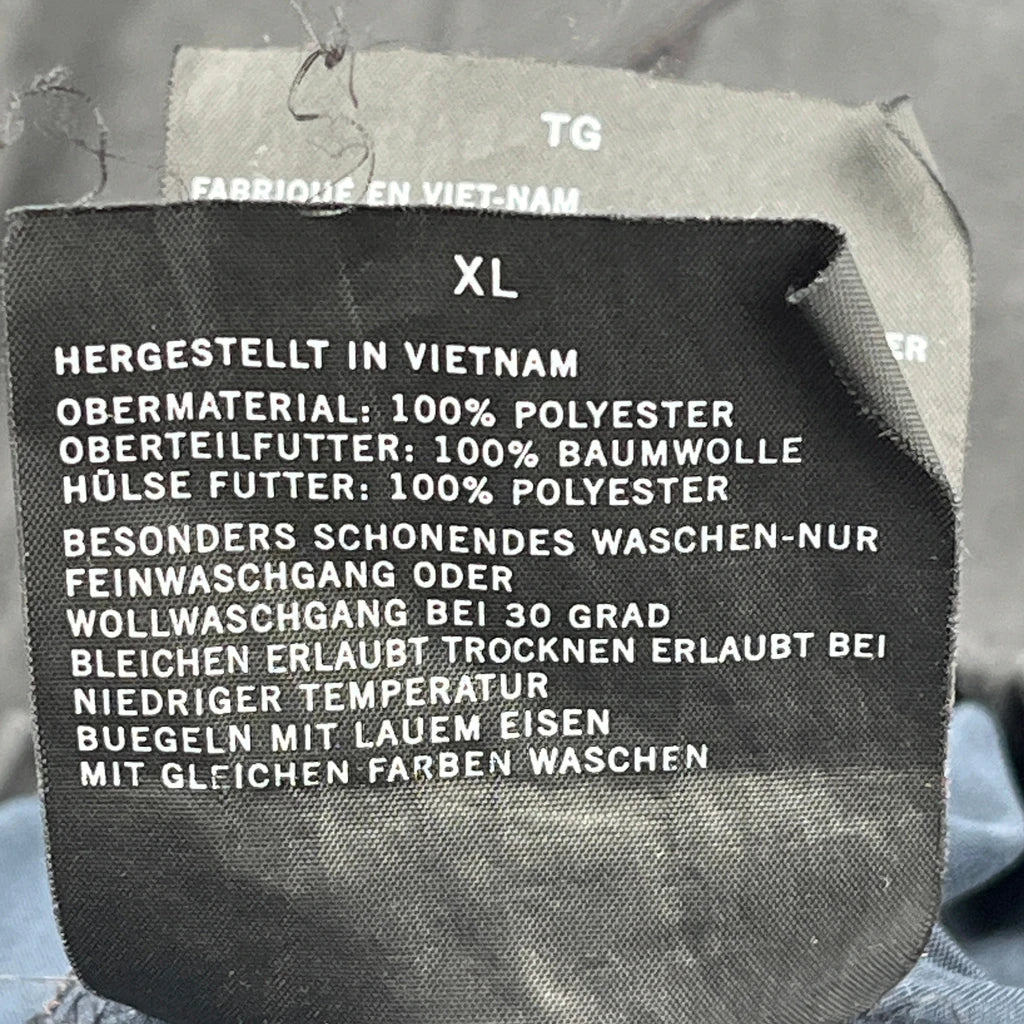 TG
FABRIQUÉ EN VIET-NAM
ER
XL
HERGESTELLT IN VIETNAM
OBERMATERIAL: 100% POLYESTER
OBERTEILFUTTER: 100% BAUMWOLLE
HÜLSE FUTTER: 100% POLYESTER
BESONDERS SCHONENDES WASCHEN-NUR
FEINWASCHGANG ODER
WOLLWASCHGANG BEI 30 GRAD
BLEICHEN ERLAUBT TROCKNEN ERLAUBT BEI
NIEDRIGER TEMPERATUR
BUEGELN MIT LAUEM EISEN
MIT GLEICHEN FARBEN WASCHEN